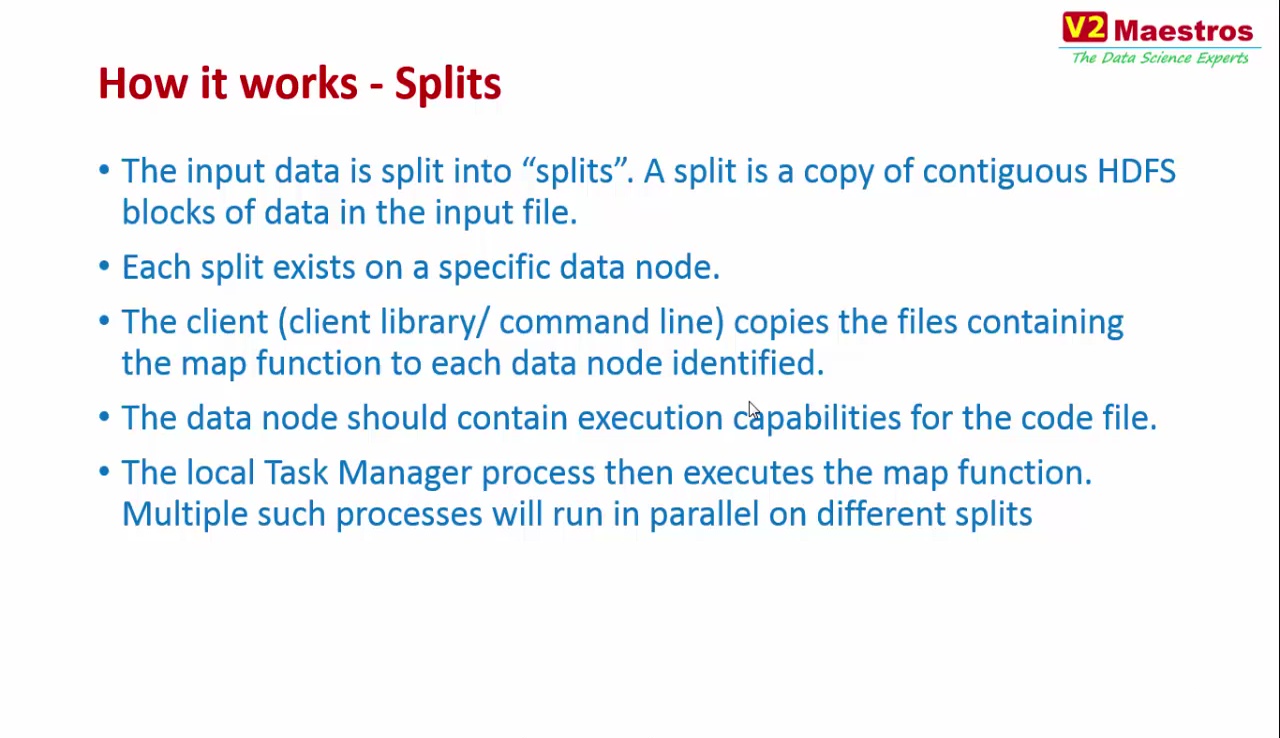 V2 Maestros
The Data Science Experts
How it works - Splits
• The input data is split into “splits”. A split is a copy of contiguous HDFS
blocks of data in the input file.
• Each split exists on a specific data node.
• The client (client library/ command line) copies the files containing
the map function to each data node identified.
• The data node should contain execution capabilities for the code file.
• The local Task Manager process then executes the map function.
Multiple such processes will run in parallel on different splits